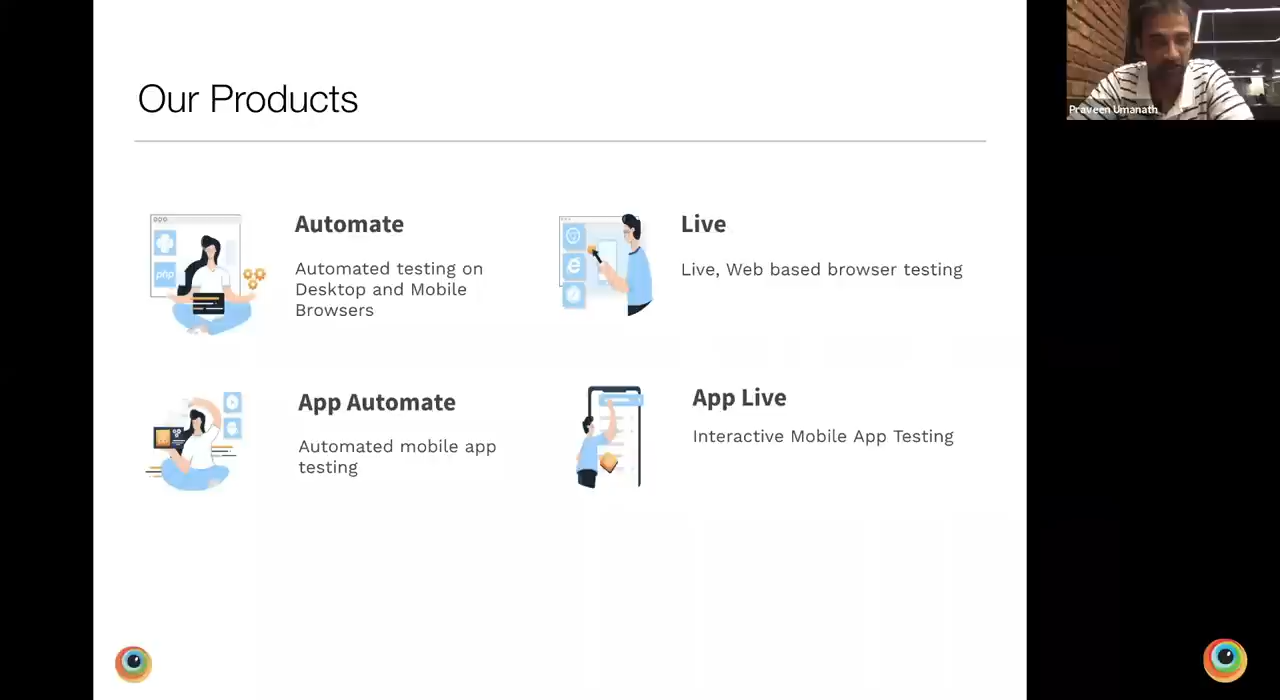 Our Products
Automate
Automated testing on
Desktop and Mobile
Browsers
Live
Live, Web based browser testing
App Automate
Automated mobile app
testing
App Live
Interactive Mobile App Testing
php
Praveen Umanath